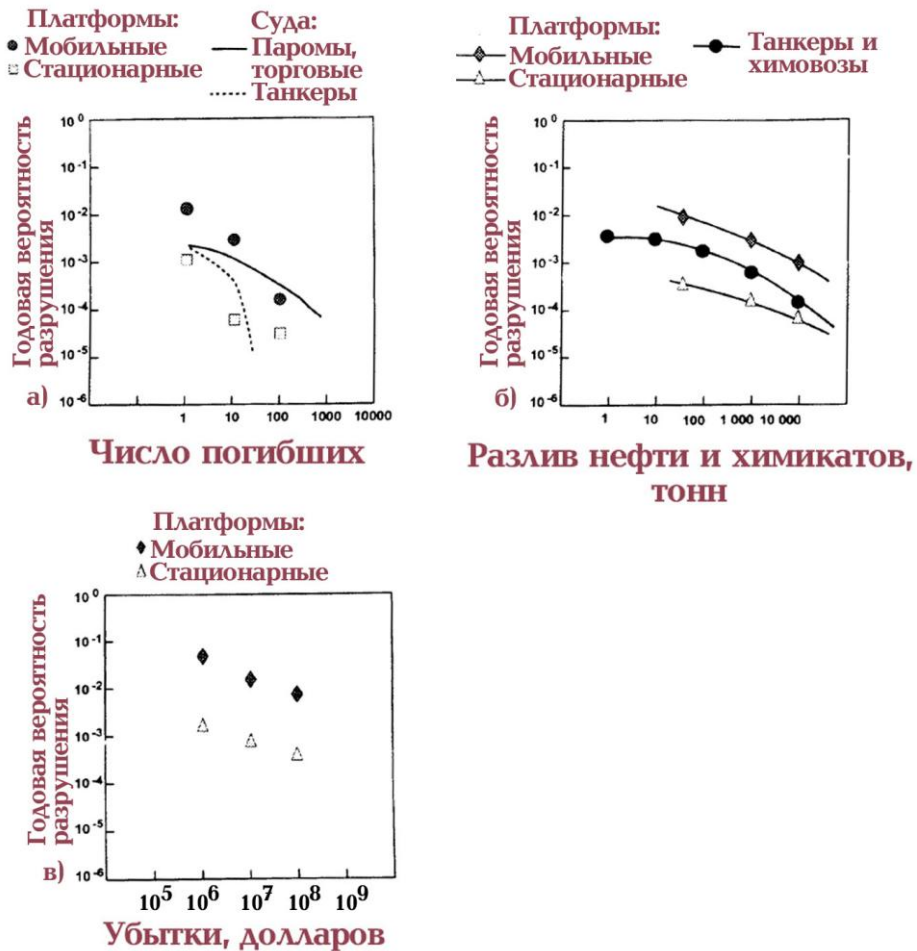 Платформы:
Мобильные
Стационарные
Суда:
Паромы,
торговые
Танкеры
Годовая вероятность
разрушения
10⁰
10⁻¹
10⁻²
10⁻³
10⁻⁴
10⁻⁵
10⁻⁶
а)
1 10 100 1000 10000
Число погибших
Платформы:
Мобильные
Стационарные
Танкеры и
химовозы
Годовая вероятность
разрушения
10⁰
10⁻¹
10⁻²
10⁻³
10⁻⁴
10⁻⁵
10⁻⁶
б)
1 10 100 1 000 10 000
Разлив нефти и химикатов,
тонн
Платформы:
Мобильные
Стационарные
Годовая вероятность
разрушения
10⁰
10⁻¹
10⁻²
10⁻³
10⁻⁴
10⁻⁵
10⁻⁶
в)
10⁵ 10⁶ 10⁷ 10⁸ 10⁹
Убытки, долларов